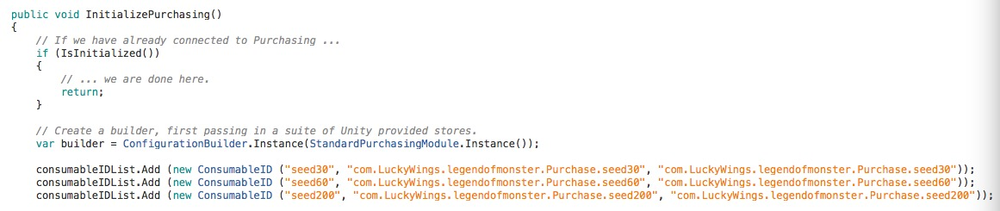 public void InitializePurchasing()
{
    // If we have already connected to Purchasing ...
    if (IsInitialized())
    {
        // ... we are done here.
        return;
    }

    // Create a builder, first passing in a suite of Unity provided stores.
    var builder = ConfigurationBuilder.Instance(StandardPurchasingModule.Instance());

    consumableIDList.Add (new ConsumableID ("seed30", "com.LuckyWings.legendofmonster.Purchase.seed30", "com.LuckyWings.legendofmonster.Purchase.seed30"));
    consumableIDList.Add (new ConsumableID ("seed60", "com.LuckyWings.legendofmonster.Purchase.seed60", "com.LuckyWings.legendofmonster.Purchase.seed60"));
    consumableIDList.Add (new ConsumableID ("seed200", "com.LuckyWings.legendofmonster.Purchase.seed200", "com.LuckyWings.legendofmonster.Purchase.seed200"));